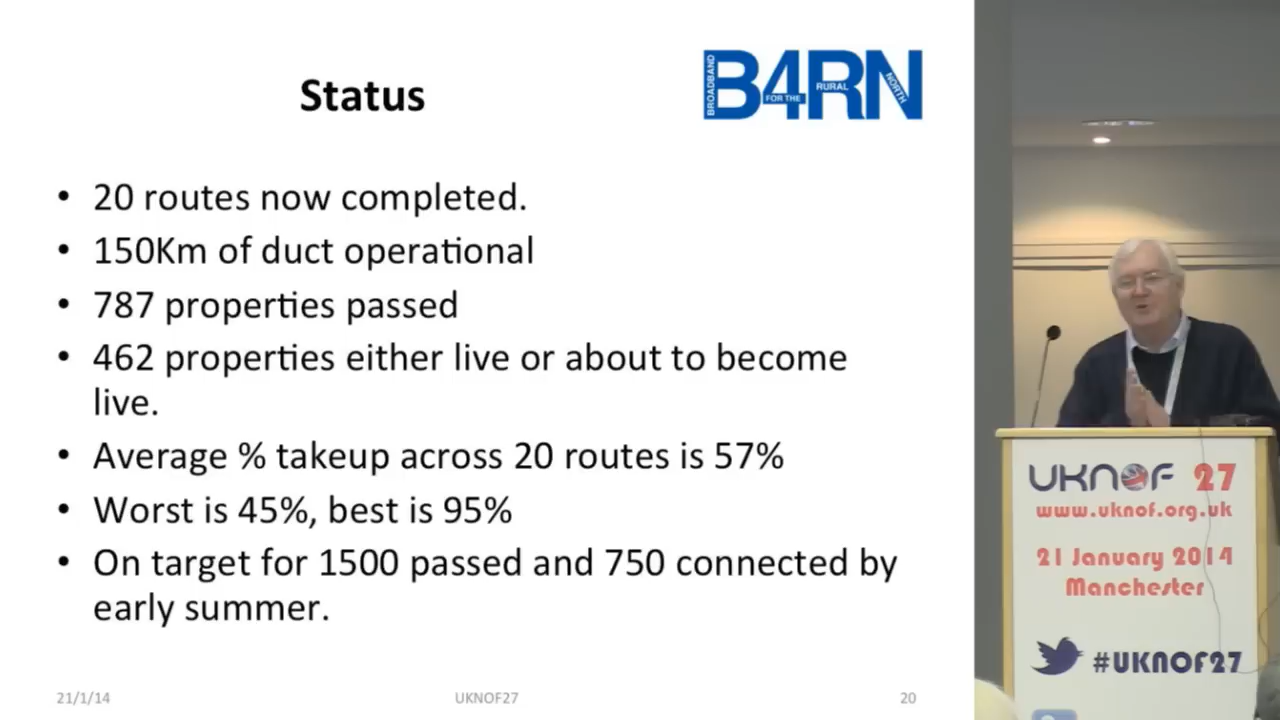 Status
BROADBAND
B4RN
FOR THE
RURAL
NORTH
• 20 routes now completed.
• 150Km of duct operational
• 787 properties passed
• 462 properties either live or about to become
live.
• Average % takeup across 20 routes is 57%
• Worst is 45%, best is 95%
• On target for 1500 passed and 750 connected by
early summer.
21/1/14
UKNOF27
20
UKNOF 27
www.uknof.org.uk
21 January 2014
Manchester
#UKNOF27